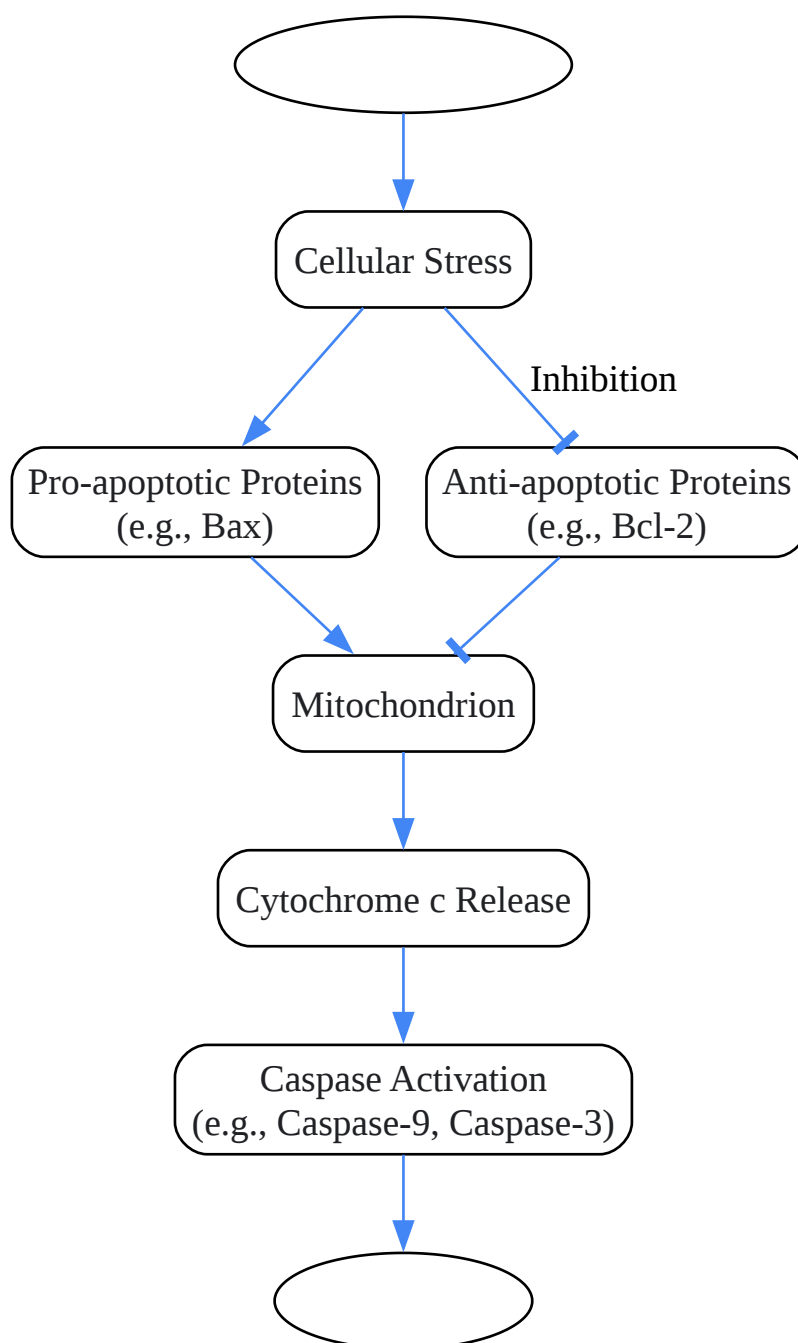 Cellular Stress
Inhibition
Pro-apoptotic Proteins
(e.g., Bax)
Anti-apoptotic Proteins
(e.g., Bcl-2)
Mitochondrion
Cytochrome c Release
Caspase Activation
(e.g., Caspase-9, Caspase-3)